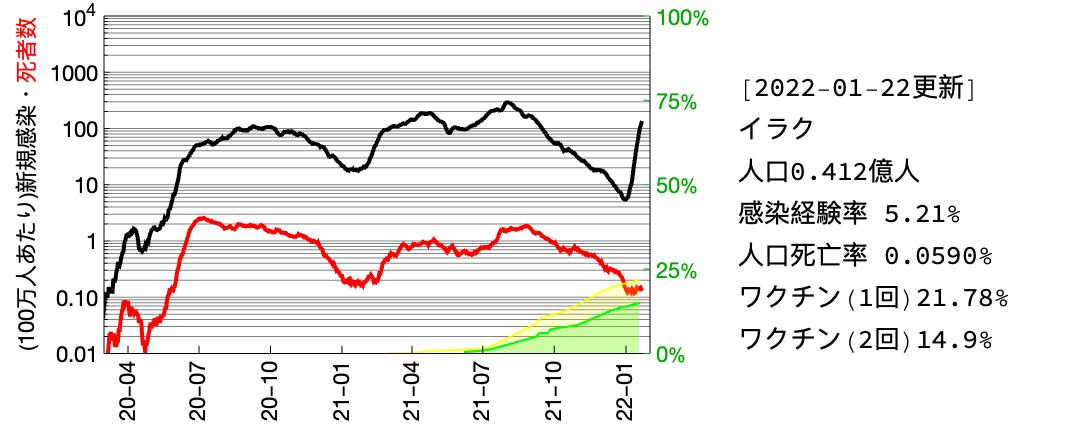 (100万人あたり)新規感染・死者数
10^4
1000
100
10
1
0.10
0.01
100%
75%
50%
25%
0%
20-04
20-07
20-10
21-01
21-04
21-07
21-10
22-01
[2022-01-22更新]
イラク
人口0.412億人
感染経験率 5.21%
人口死亡率 0.0590%
ワクチン(1回)21.78%
ワクチン(2回)14.9%